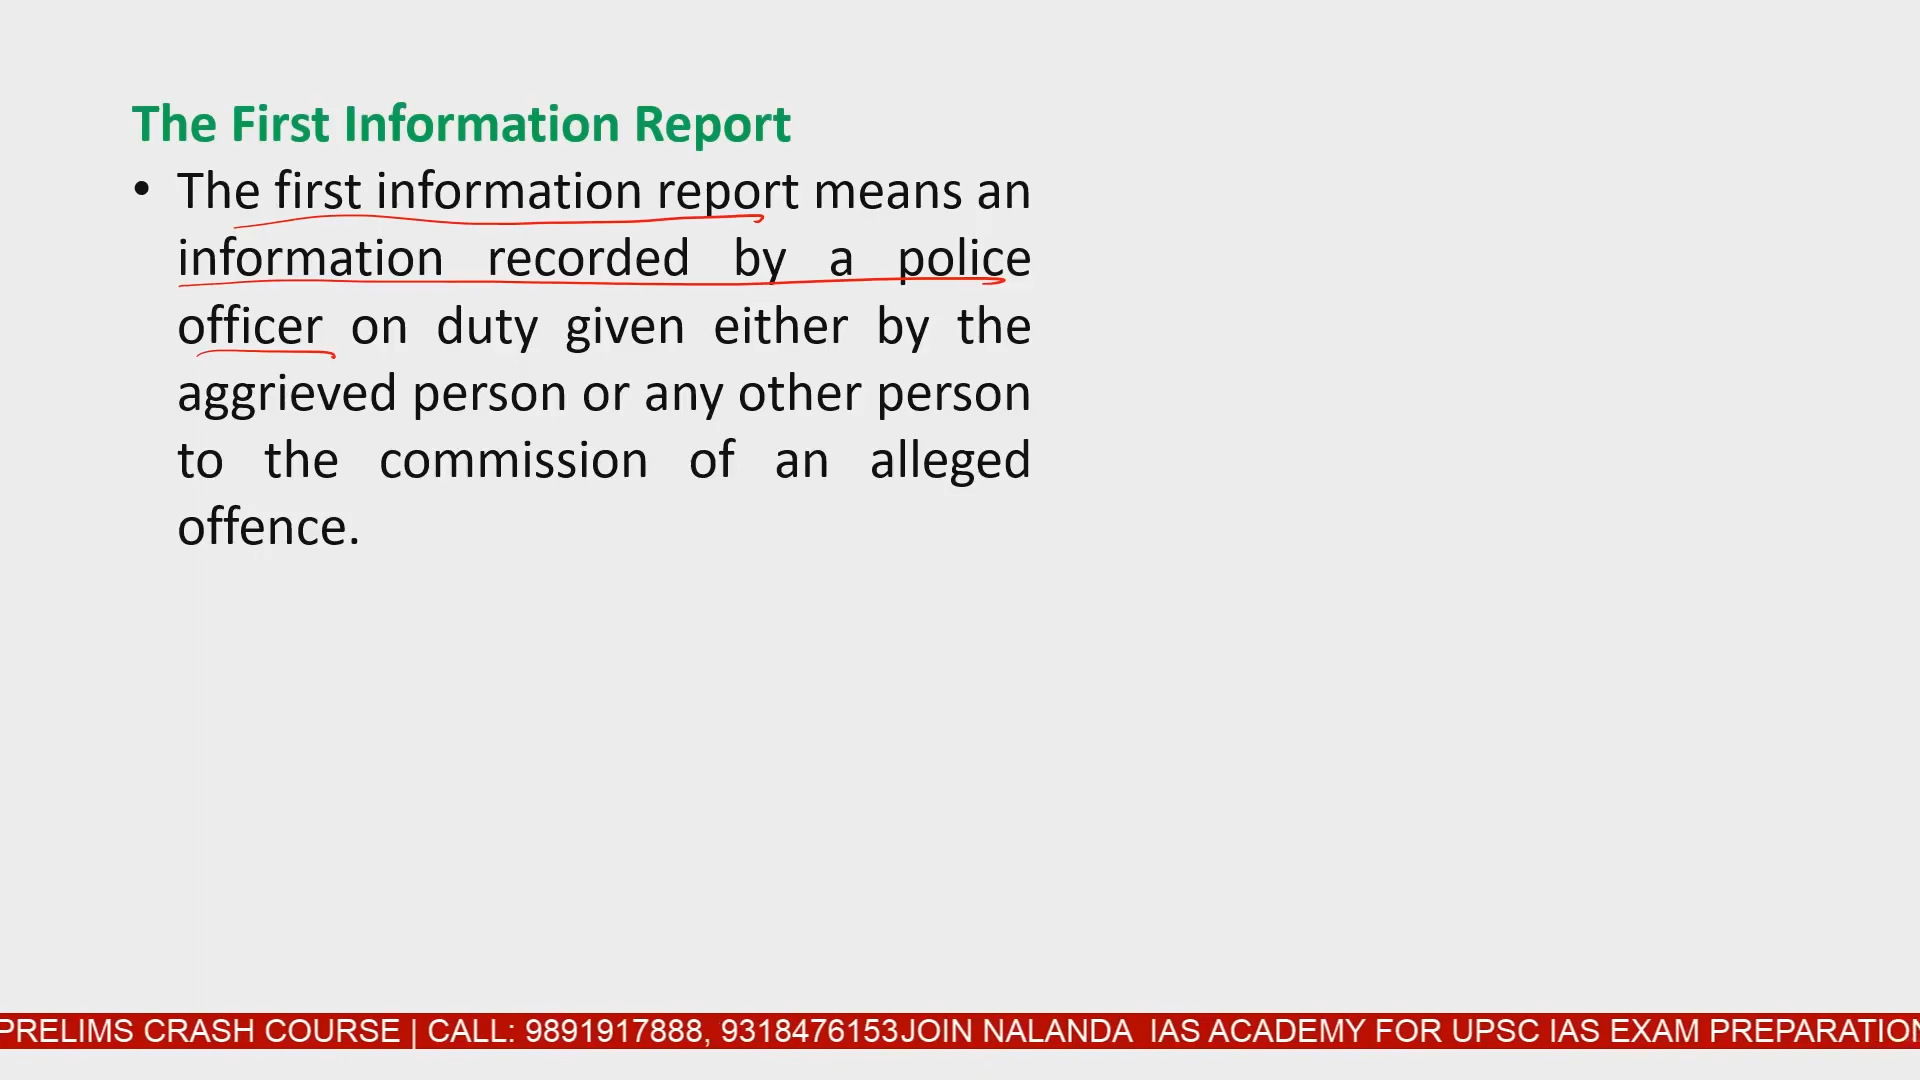 The First Information Report
• The first information report means an
information recorded by a police
officer on duty given either by the
aggrieved person or any other person
to the commission of an alleged
offence.
PRELIMS CRASH COURSE | CALL: 9891917888, 9318476153JOIN NALANDA  IAS ACADEMY FOR UPSC IAS EXAM PREPARATION